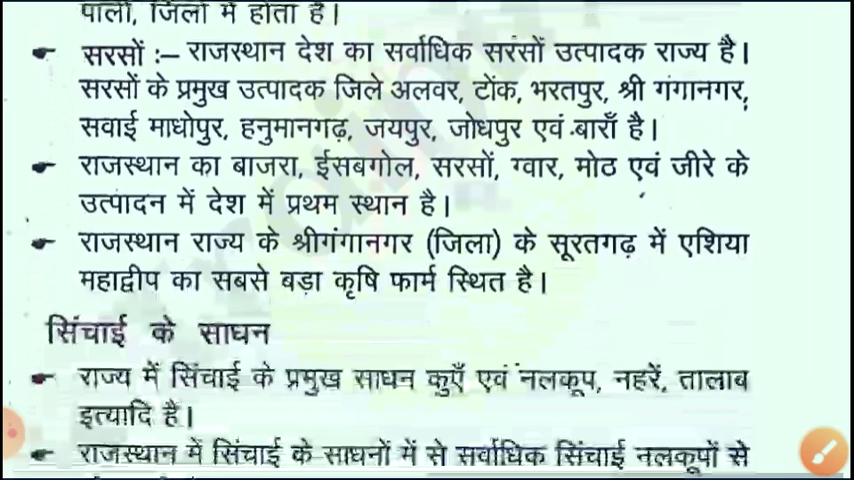 पाली, जिलों में होता है।
सरसों :– राजस्थान देश का सर्वाधिक सरसों उत्पादक राज्य है।
सरसों के प्रमुख उत्पादक जिले अलवर, टोंक, भरतपुर, श्री गंगानगर,
सवाई माधोपुर, हनुमानगढ़, जयपुर, जोधपुर एवं बाराँ है।
राजस्थान का बाजरा, ईसबगोल, सरसों, ग्वार, मोठ एवं जीरे के
उत्पादन में देश में प्रथम स्थान है।
राजस्थान राज्य के श्रीगंगानगर (जिला) के सूरतगढ़ में एशिया
महाद्वीप का सबसे बड़ा कृषि फार्म स्थित है।
सिंचाई के साधन
राज्य में सिंचाई के प्रमुख साधन कुएँ एवं नलकूप, नहरें, तालाब
इत्यादि है।
राजस्थान में सिंचाई के साधनों में से सर्वाधिक सिंचाई नलकूपों से